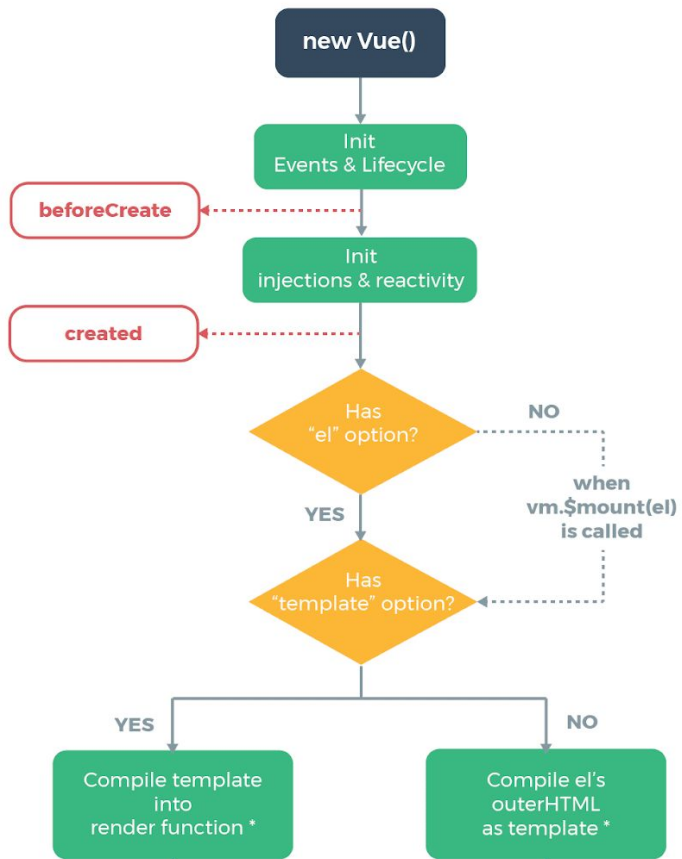 new Vue()
Init
Events & Lifecycle
beforeCreate
Init
injections & reactivity
created
Has
“el” option?
NO
when
vm.$mount(el)
is called
YES
Has
“template” option?
YES
NO
Compile template
into
render function *
Compile el’s
outerHTML
as template *